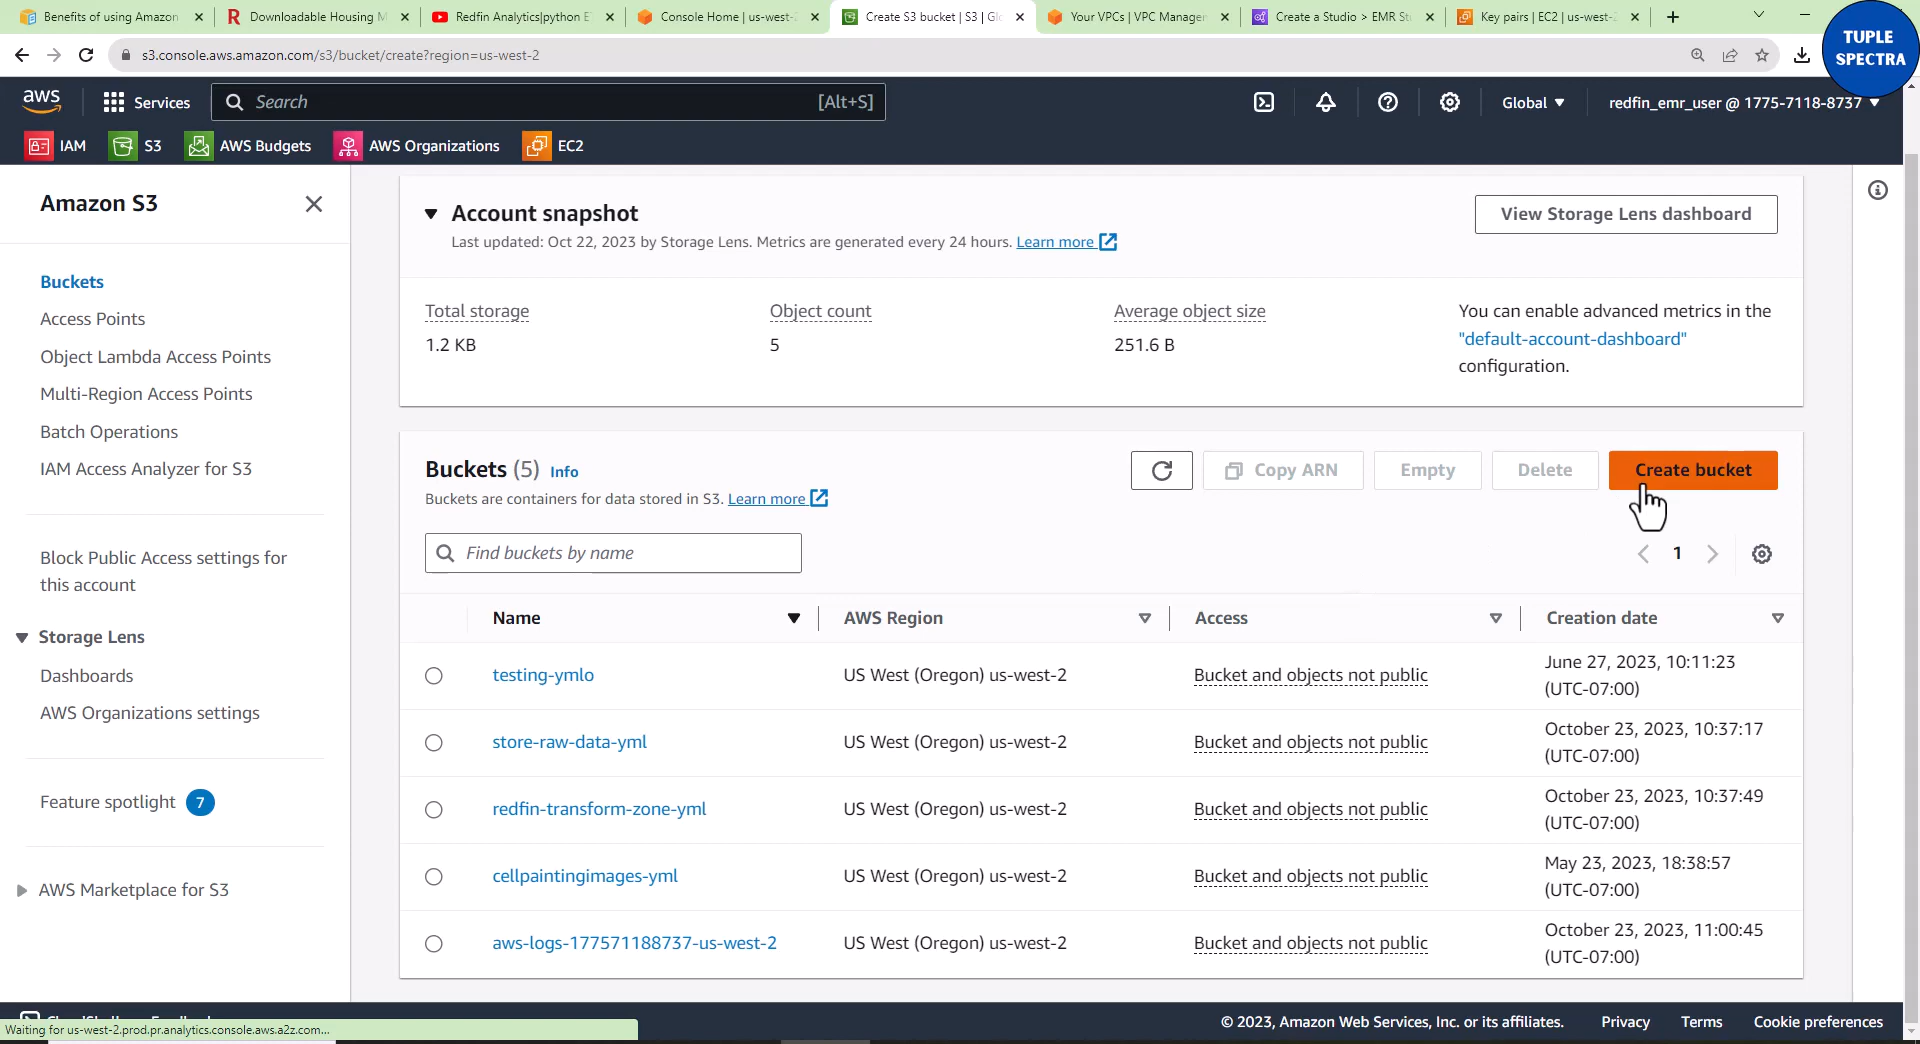 Benefits of using Amazon
Downloadable Housing M
Redfin Analytics|python E
Console Home | us-west-2
Create S3 bucket | S3 | Glo
Your VPCs | VPC Manager
Create a Studio > EMR St
Key pairs | EC2 | us-west-2
TUPLE
SPECTRA
s3.console.aws.amazon.com/s3/bucket/create?region=us-west-2
aws
Services
Search
[Alt+S]
Global
redfin_emr_user @ 1775-7118-8737
IAM
S3
AWS Budgets
AWS Organizations
EC2
Amazon S3
Buckets
Access Points
Object Lambda Access Points
Multi-Region Access Points
Batch Operations
IAM Access Analyzer for S3
Block Public Access settings for
this account
Storage Lens
Dashboards
AWS Organizations settings
Feature spotlight 7
AWS Marketplace for S3
Account snapshot
Last updated: Oct 22, 2023 by Storage Lens. Metrics are generated every 24 hours. Learn more
View Storage Lens dashboard
Total storage
1.2 KB
Object count
5
Average object size
251.6 B
You can enable advanced metrics in the
"default-account-dashboard"
configuration.
Buckets (5) Info
Buckets are containers for data stored in S3. Learn more
Copy ARN
Empty
Delete
Create bucket
Find buckets by name
1
Name
AWS Region
Access
Creation date
testing-ymlo
US West (Oregon) us-west-2
Bucket and objects not public
June 27, 2023, 10:11:23
(UTC-07:00)
store-raw-data-yml
US West (Oregon) us-west-2
Bucket and objects not public
October 23, 2023, 10:37:17
(UTC-07:00)
redfin-transform-zone-yml
US West (Oregon) us-west-2
Bucket and objects not public
October 23, 2023, 10:37:49
(UTC-07:00)
cellpaintingimages-yml
US West (Oregon) us-west-2
Bucket and objects not public
May 23, 2023, 18:38:57
(UTC-07:00)
aws-logs-177571188737-us-west-2
US West (Oregon) us-west-2
Bucket and objects not public
October 23, 2023, 11:00:45
(UTC-07:00)
Waiting for us-west-2.prod.pr.analytics.console.aws.a2z.com...
© 2023, Amazon Web Services, Inc. or its affiliates.
Privacy
Terms
Cookie preferences